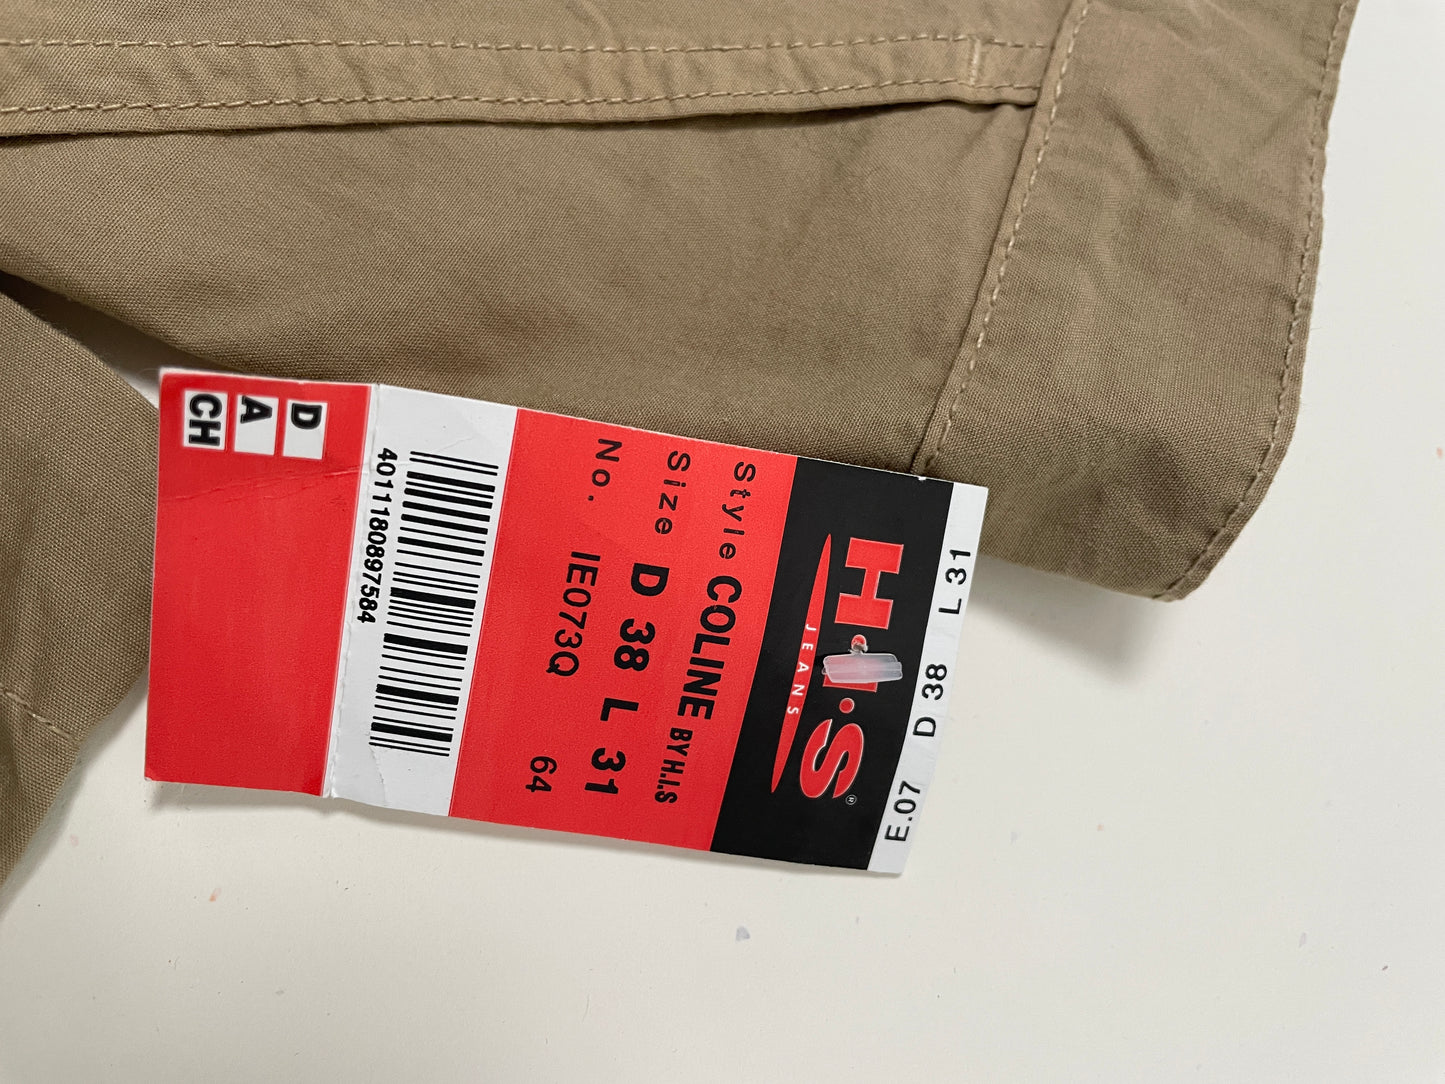 E.07 D 38 L 31
H.I.S®
JEANS
Style COLINE BY H.I.S
Size D 38 L 31
No. IE073Q 64
4011180897584
D
A
CH